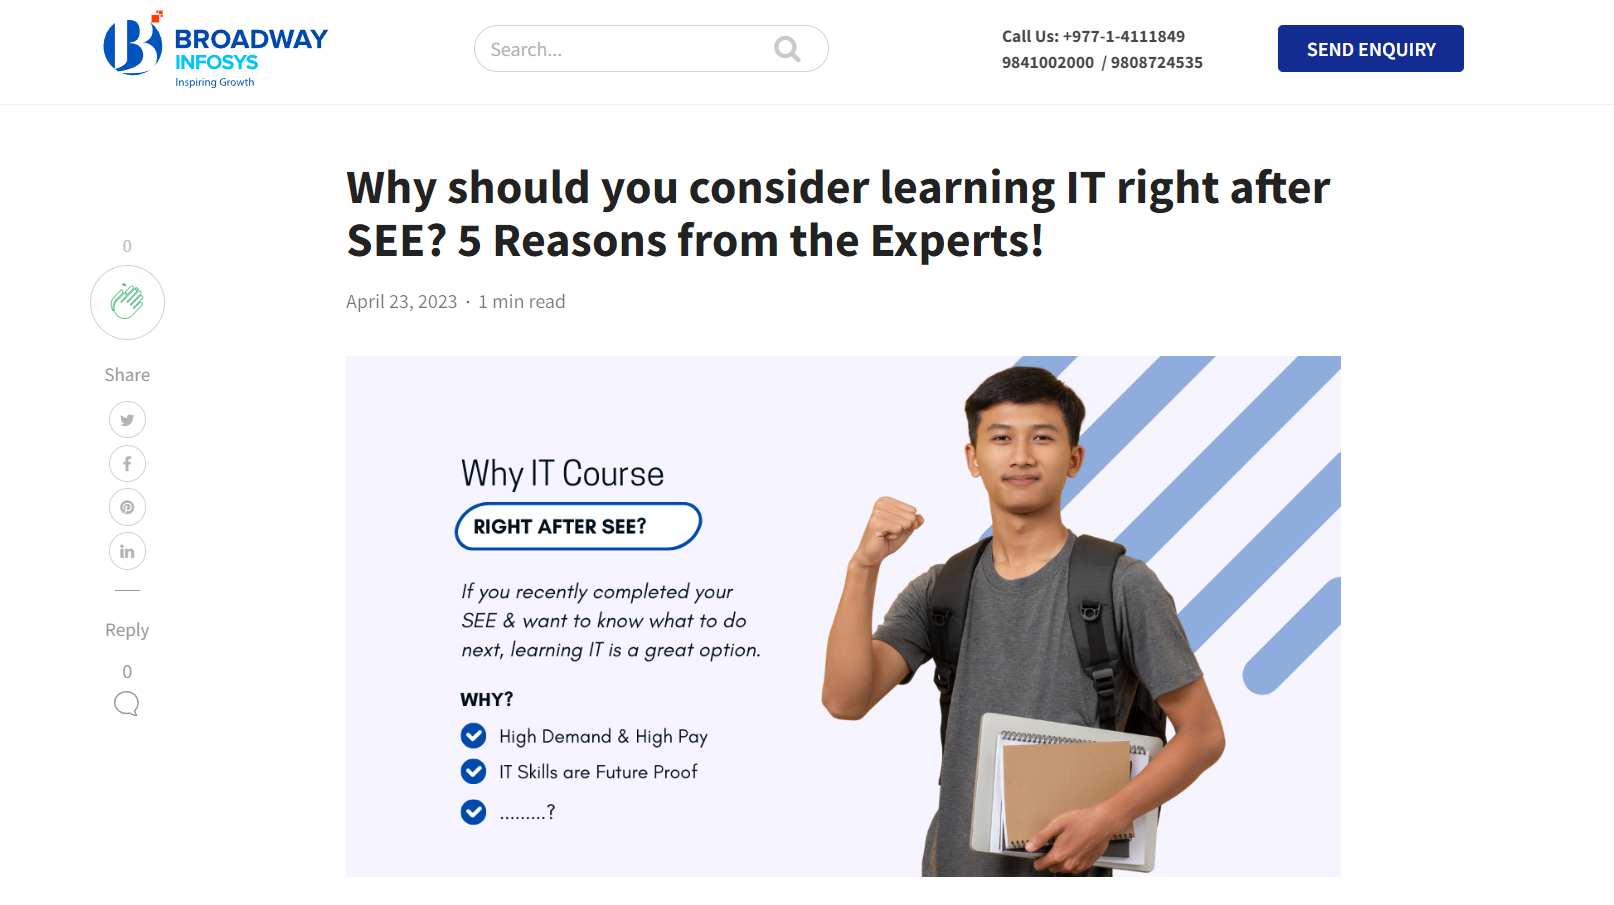 BROADWAY
INFOSYS
Inspiring Growth
Search...
Call Us: +977-1-4111849
9841002000 / 9808724535
SEND ENQUIRY
Why should you consider learning IT right after
SEE? 5 Reasons from the Experts!
April 23, 2023 · 1 min read
0
Share
Reply
0
Why IT Course
RIGHT AFTER SEE?
If you recently completed your
SEE & want to know what to do
next, learning IT is a great option.
WHY?
High Demand & High Pay
IT Skills are Future Proof
.........?